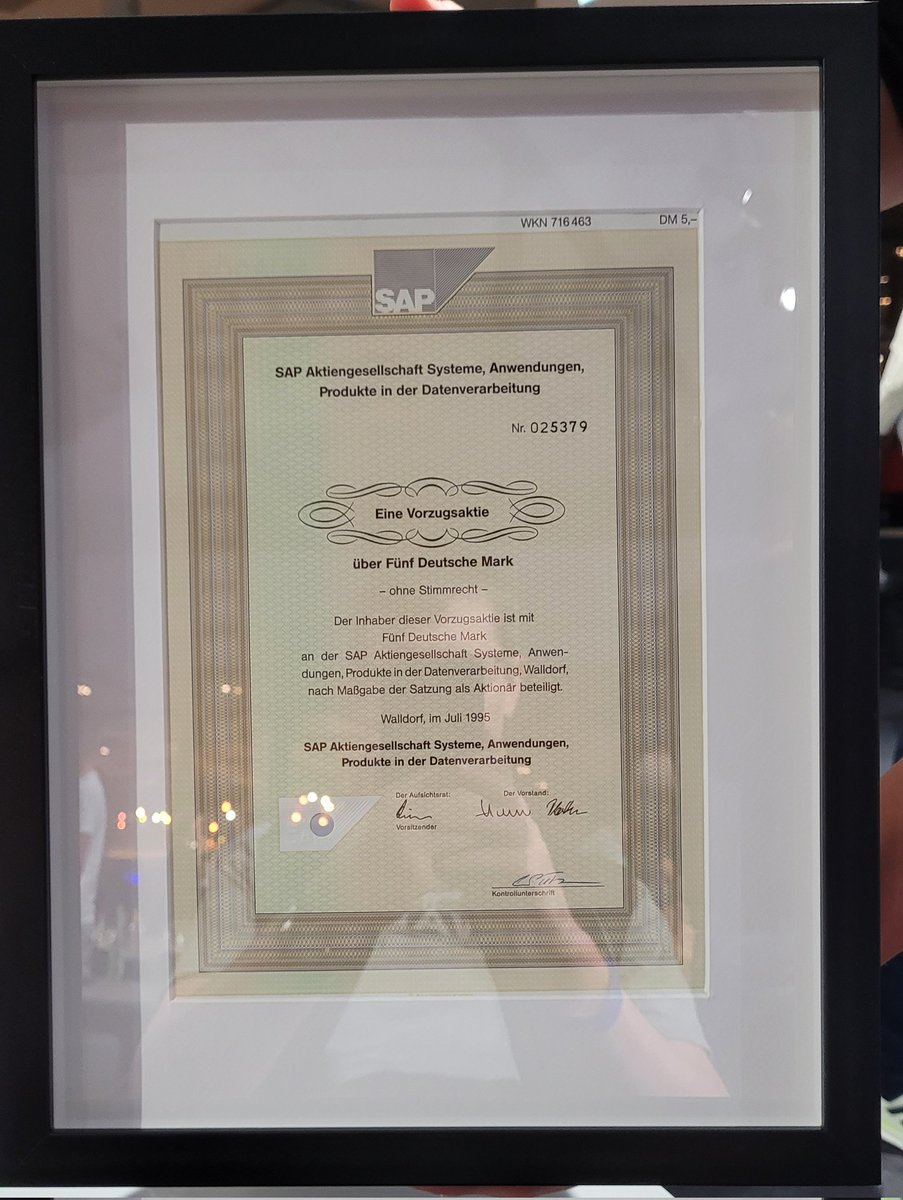 WKN 716 463
DM 5,–
SAP
SAP Aktiengesellschaft Systeme, Anwendungen,
Produkte in der Datenverarbeitung
Nr. 025379
Eine Vorzugsaktie
über Fünf Deutsche Mark
– ohne Stimmrecht –
Der Inhaber dieser Vorzugsaktie ist mit
Fünf Deutsche Mark
an der SAP Aktiengesellschaft Systeme, Anwen-
dungen, Produkte in der Datenverarbeitung, Walldorf,
nach Maßgabe der Satzung als Aktionär beteiligt.
Walldorf, im Juli 1995
SAP Aktiengesellschaft Systeme, Anwendungen,
Produkte in der Datenverarbeitung
Der Aufsichtsrat:
Der Vorstand:
Vorsitzender
Kontrollunterschrift